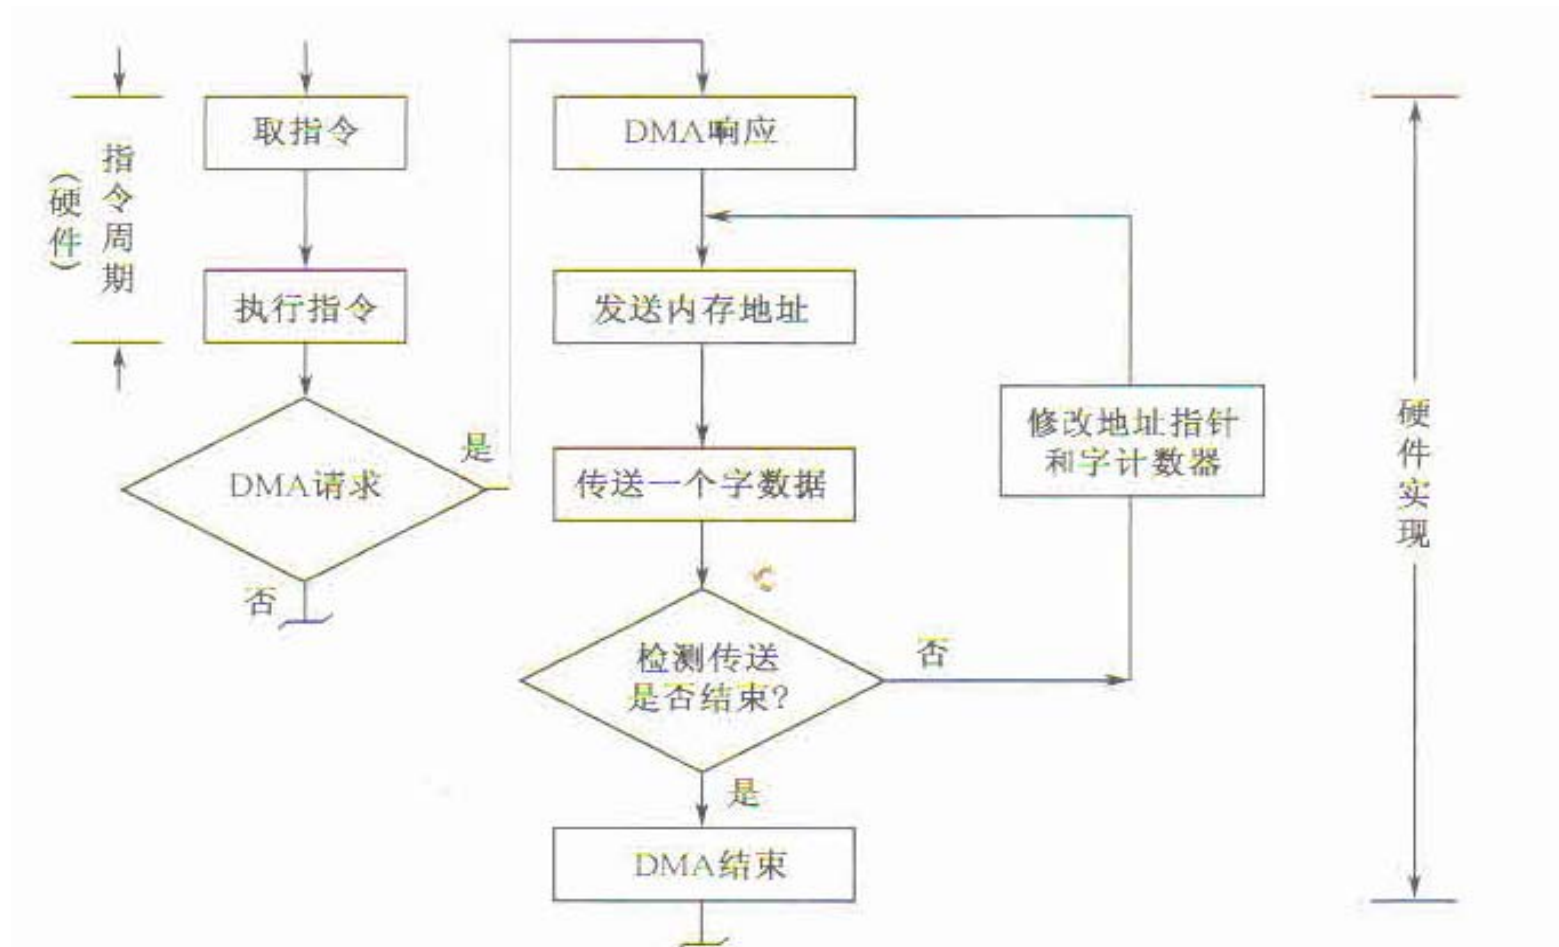 取指令
指令周期
(硬件)
执行指令
DMA请求
是
否
DMA响应
发送内存地址
传送一个字数据
检测传送
是否结束?
否
修改地址指针
和字计数器
是
DMA结束
硬件实现